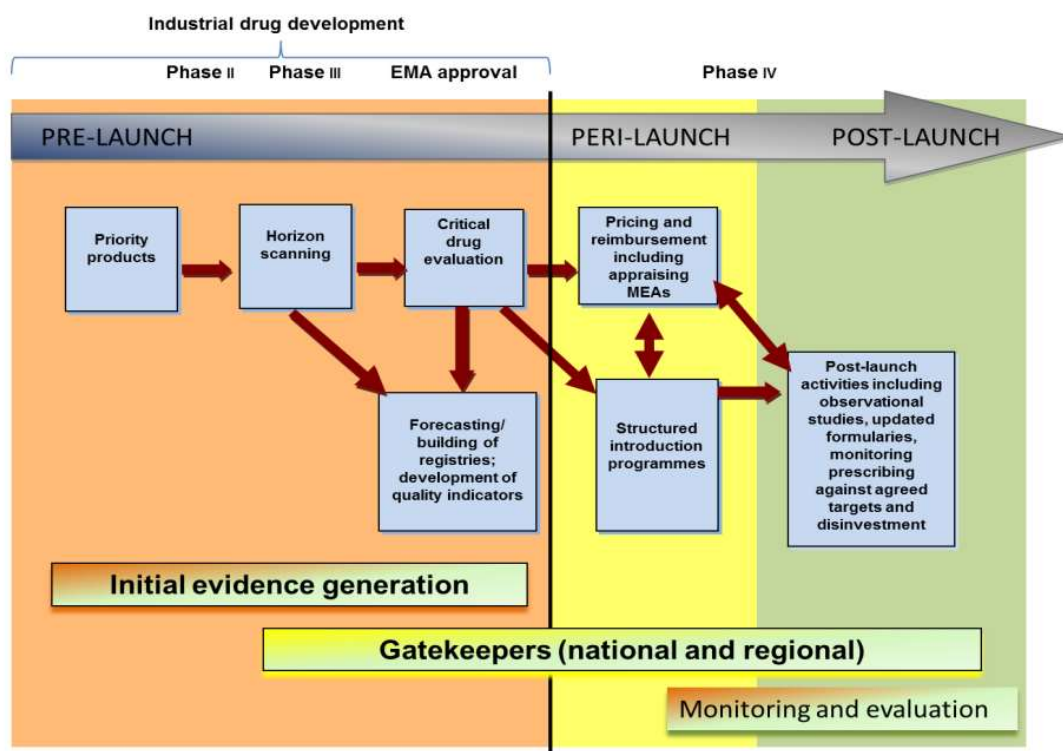 Industrial drug development
Phase II
Phase III
EMA approval
Phase IV
PRE-LAUNCH
PERI-LAUNCH
POST-LAUNCH
Priority
products
Horizon
scanning
Critical
drug
evaluation
Pricing and
reimbursement
including
appraising
MEAs
Forecasting/
building of
registries;
development of
quality indicators
Structured
introduction
programmes
Post-launch
activities including
observational
studies, updated
formularies,
monitoring
prescribing
against agreed
targets and
disinvestment
Initial evidence generation
Gatekeepers (national and regional)
Monitoring and evaluation